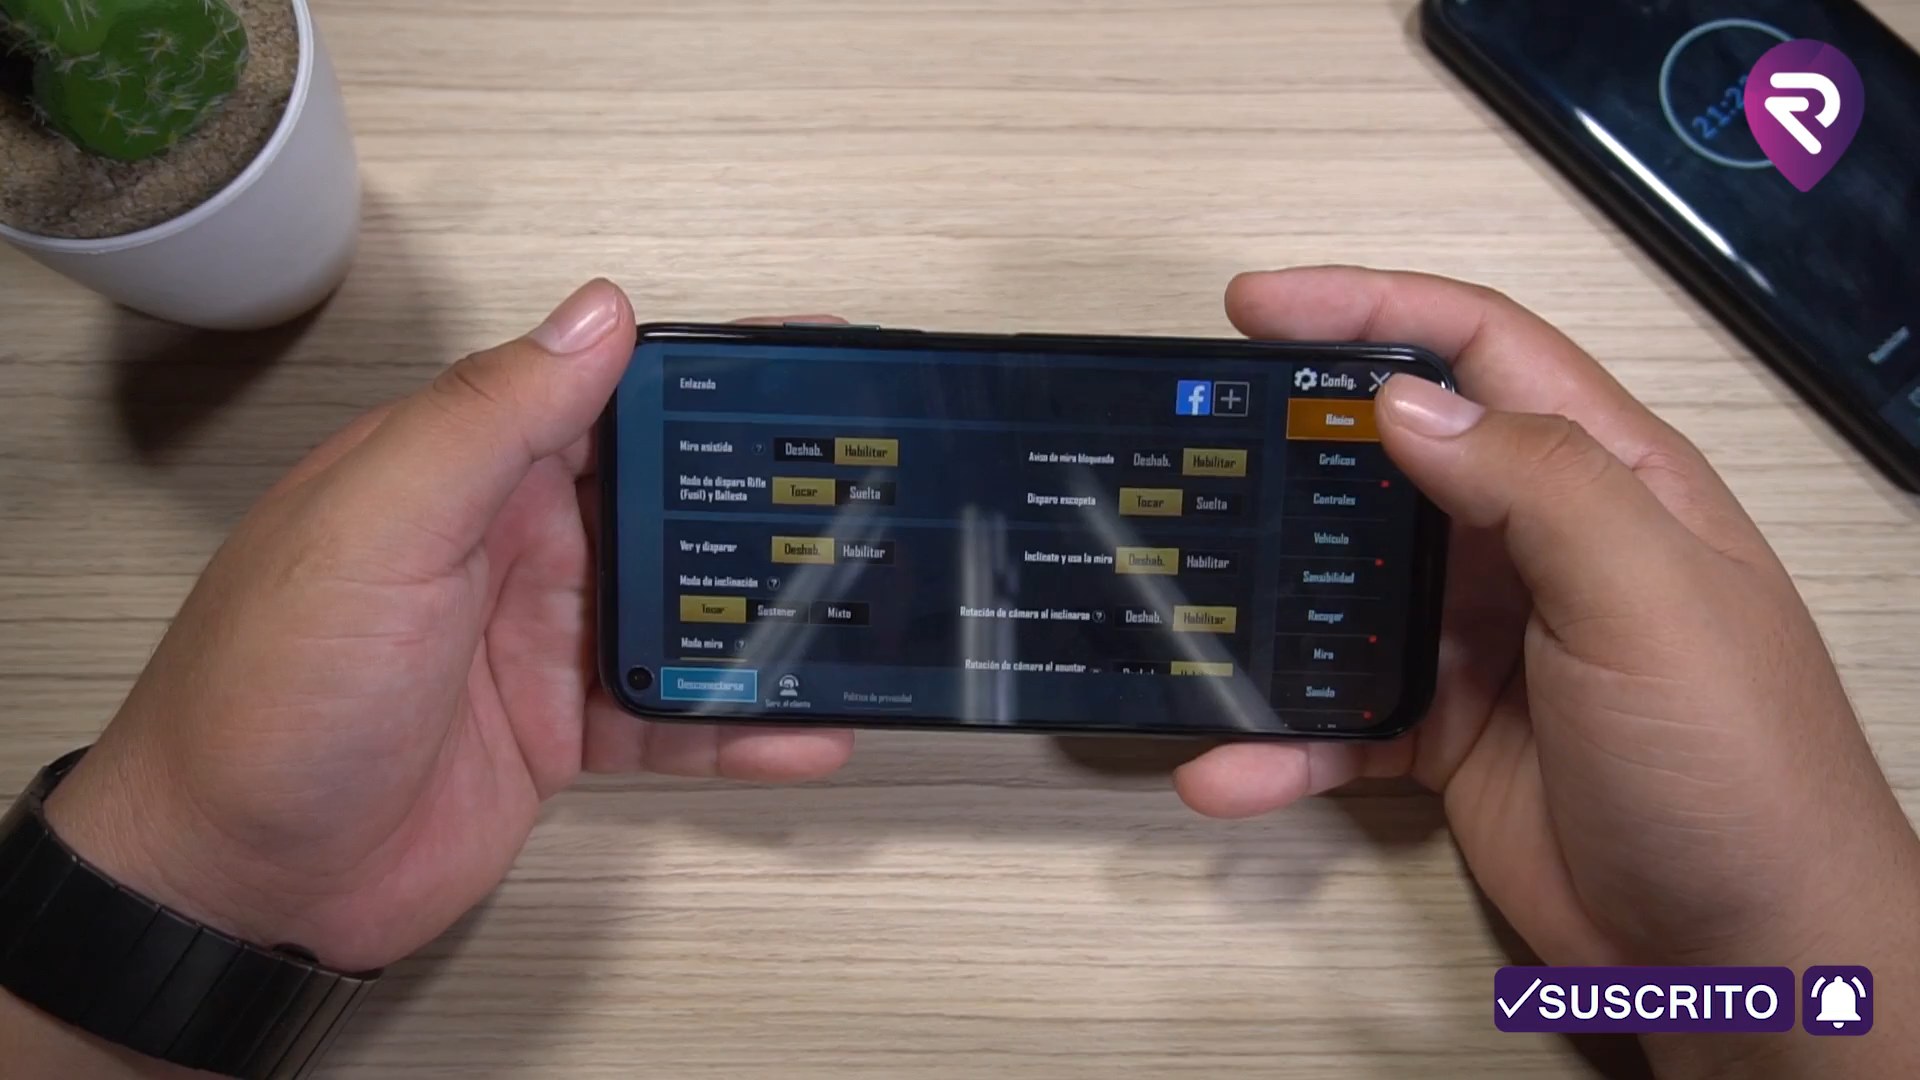 Enlazado
Config.
Básico
Mira asistida ? Deshab. Habilitar
Aviso de mira bloqueada Deshab. Habilitar
Gráficos
Modo de disparo Rifle
(Fusil) y Ballesta
Tocar Suelta
Disparo escopeta Tocar Suelta
Controles
Vehículo
Ver y disparar Deshab. Habilitar
Inclínate y usa la mira Deshab. Habilitar
Sensibilidad
Modo de inclinación ?
Tocar Sostener Mixto
Rotación de cámara al inclinarse ? Deshab. Habilitar
Recoger
Modo mira ?
Mira
Rotación de cámara al asuntar
Desconectarse
Serv. al cliente
Política de privacidad
Sonido
SUSCRITO